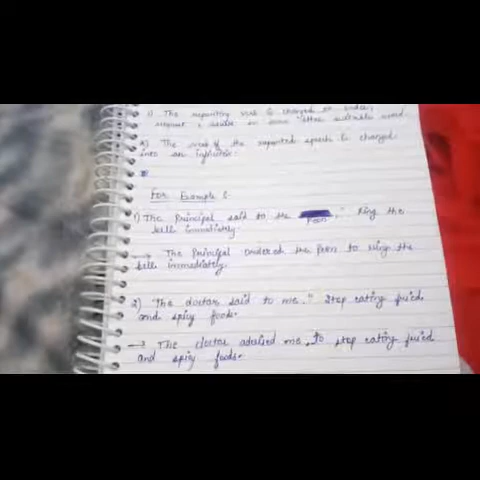 1) The reporting verb is changed to order,
request, advise or some other suitable word
2) The verb of the reported speech is changed
into an infinitive:
For Example:
1) The Principal said to the Peon, "Ring the
bell immediately
→ The Principal ordered the Peon to ring the
bell immediately.
2) "The doctor said to me." Stop eating fried
and spicy foods.
→ The doctor advised me, to stop eating fried
and spicy foods.